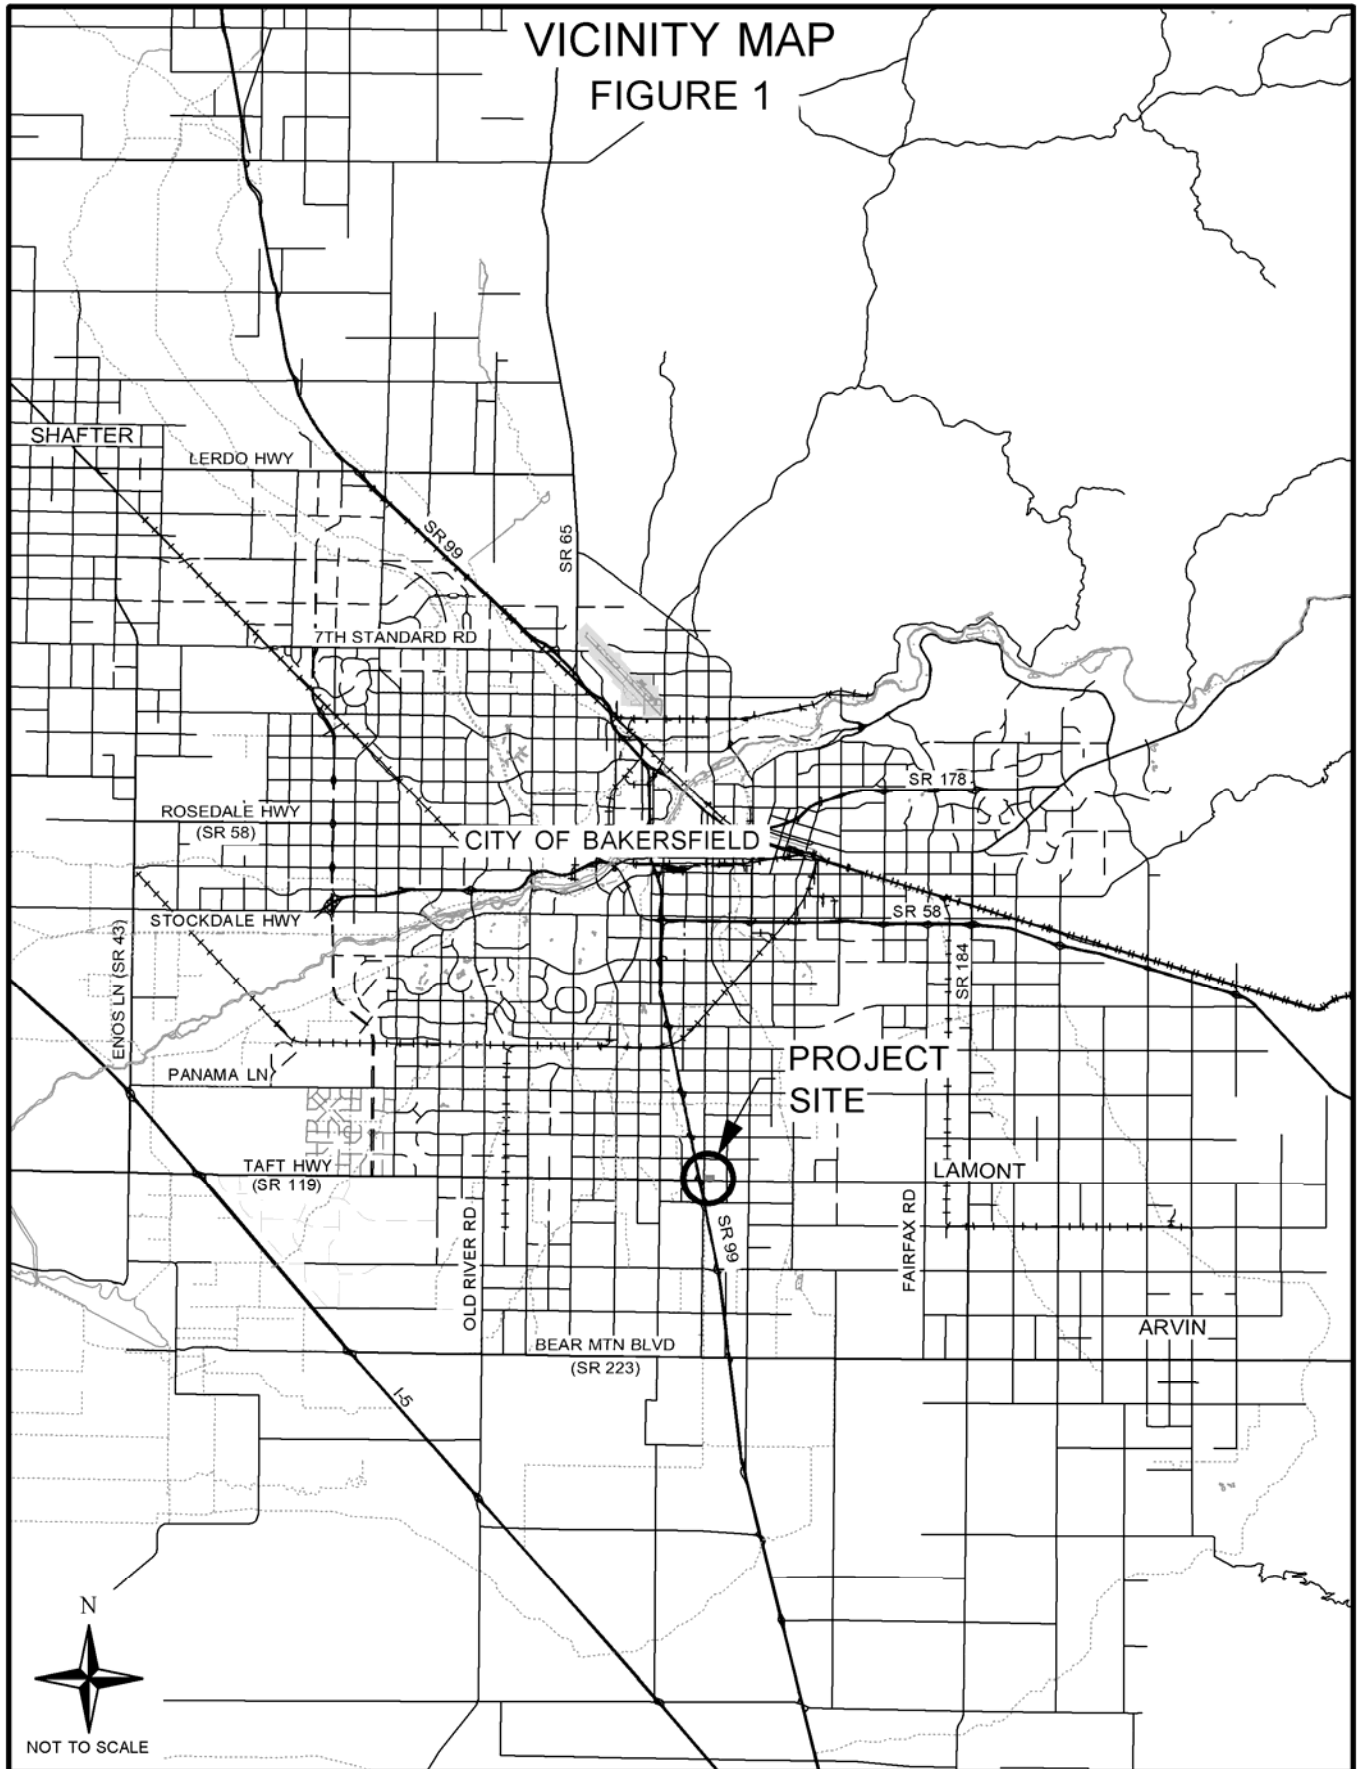 VICINITY MAP
FIGURE 1
SHAFTER
LERDO HWY
SR 99
SR 65
7TH STANDARD RD
SR 178
ROSEDALE HWY
(SR 58)
CITY OF BAKERSFIELD
STOCKDALE HWY
SR 58
ENOS LN (SR 43)
SR 184
PANAMA LN
PROJECT
SITE
TAFT HWY
(SR 119)
LAMONT
OLD RIVER RD
SR 99
FAIRFAX RD
ARVIN
BEAR MTN BLVD
(SR 223)
I-5
N
NOT TO SCALE